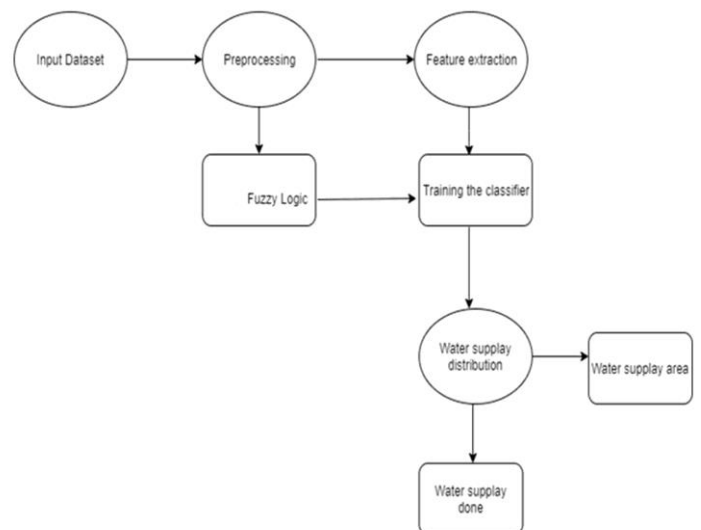 Input Dataset
Preprocessing
Feature extraction
Fuzzy Logic
Training the classifier
Water supplay
distribution
Water supplay area
Water supplay
done